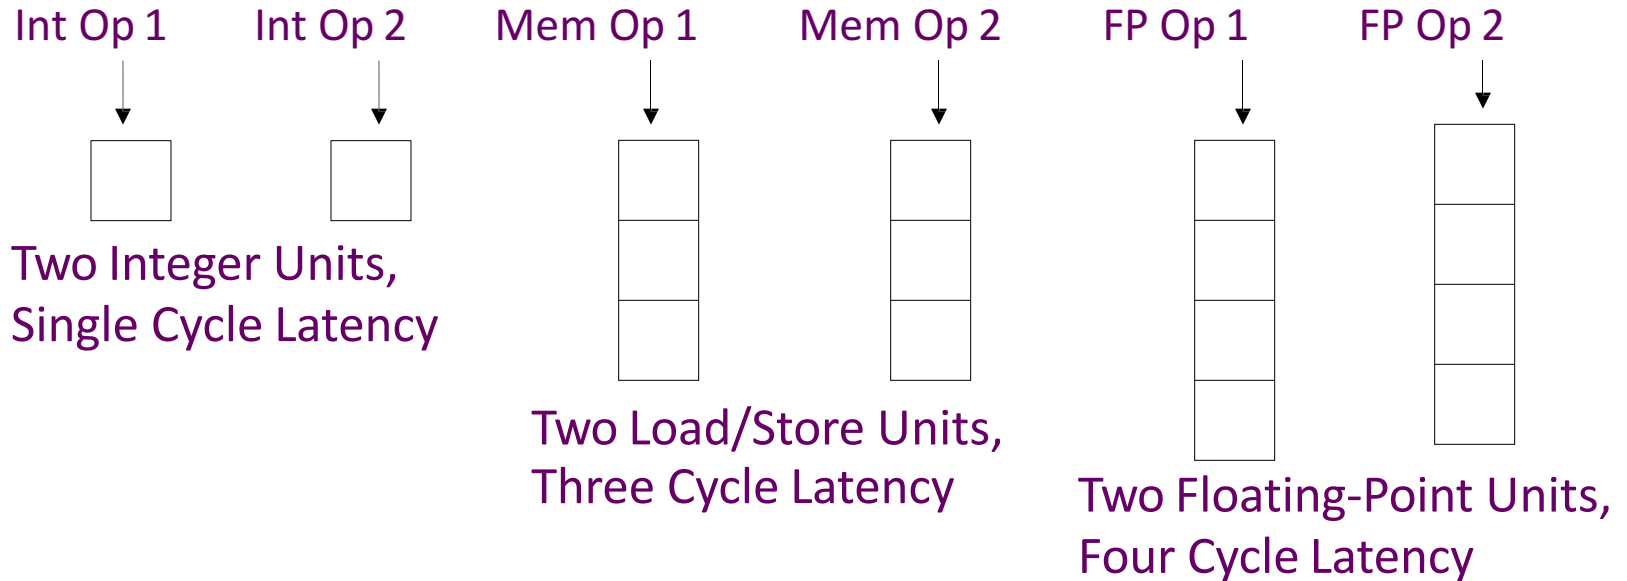 Int Op 1 Int Op 2 Mem Op 1 Mem Op 2 FP Op 1 FP Op 2
Two Integer Units,
Single Cycle Latency
Two Load/Store Units,
Three Cycle Latency
Two Floating-Point Units,
Four Cycle Latency